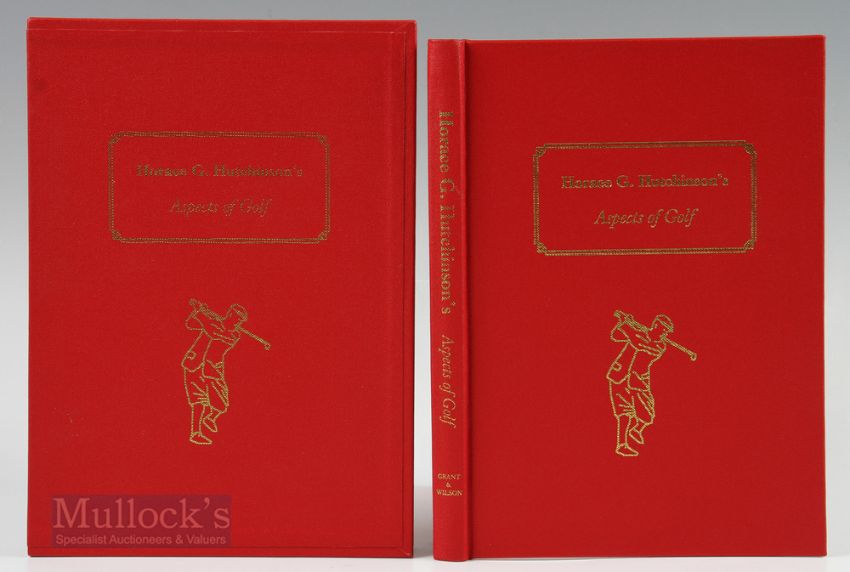 Horace G. Hutchinson's
Aspects of Golf
Mullock's
Specialist Auctioneers & Valuers
Horace G. Hutchinson's Aspects of Golf
GRANT
&
WILSON
Horace G. Hutchinson's
Aspects of Golf